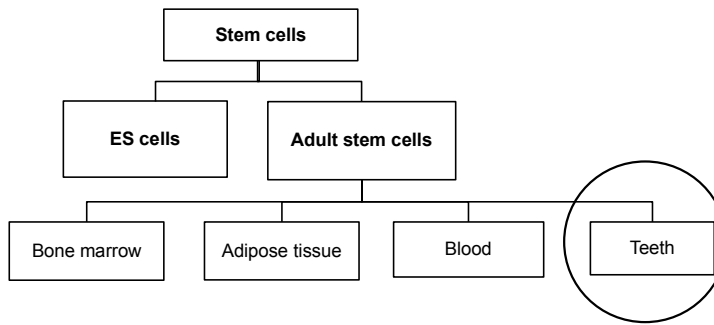 Stem cells
ES cells
Adult stem cells
Bone marrow
Adipose tissue
Blood
Teeth